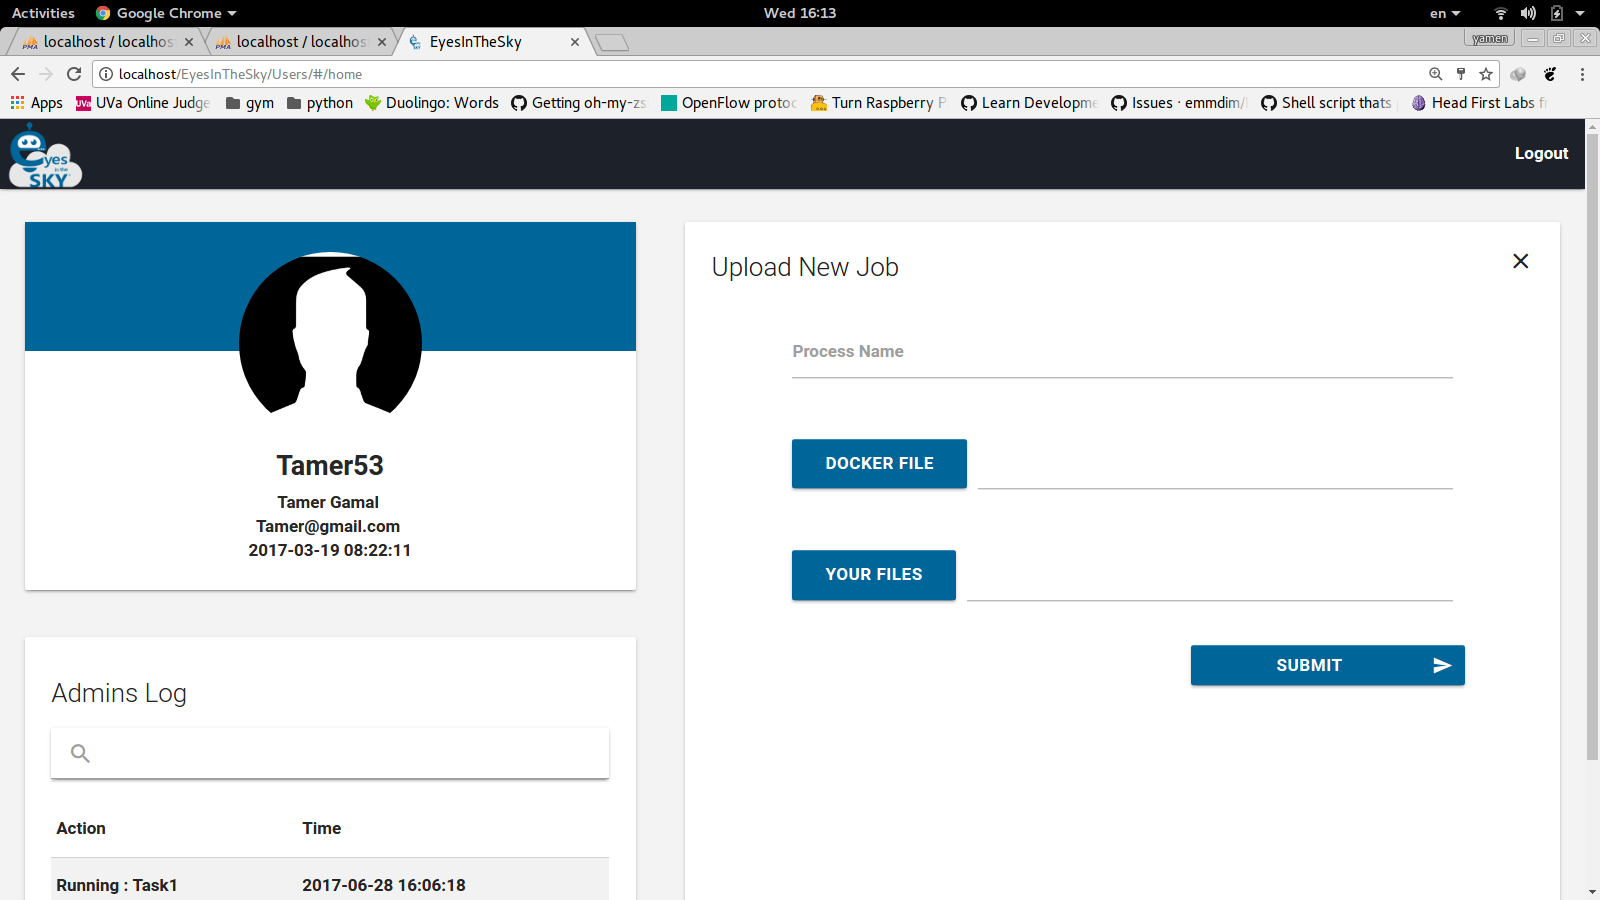 Activities Google Chrome Wed 16:13 en
localhost / localhos localhost / localhos EyesInTheSky yamen
localhost/EyesInTheSky/Users/#/home
Apps UVa UVa Online Judge gym python Duolingo: Words Getting oh-my-zs OpenFlow protoc Turn Raspberry P Learn Developme Issues · emmdim/ Shell script thats Head First Labs f
eyes
in the
SKY
Logout
Tamer53
Tamer Gamal
Tamer@gmail.com
2017-03-19 08:22:11
Admins Log
Action Time
Running : Task1 2017-06-28 16:06:18
Upload New Job
Process Name
DOCKER FILE
YOUR FILES
SUBMIT